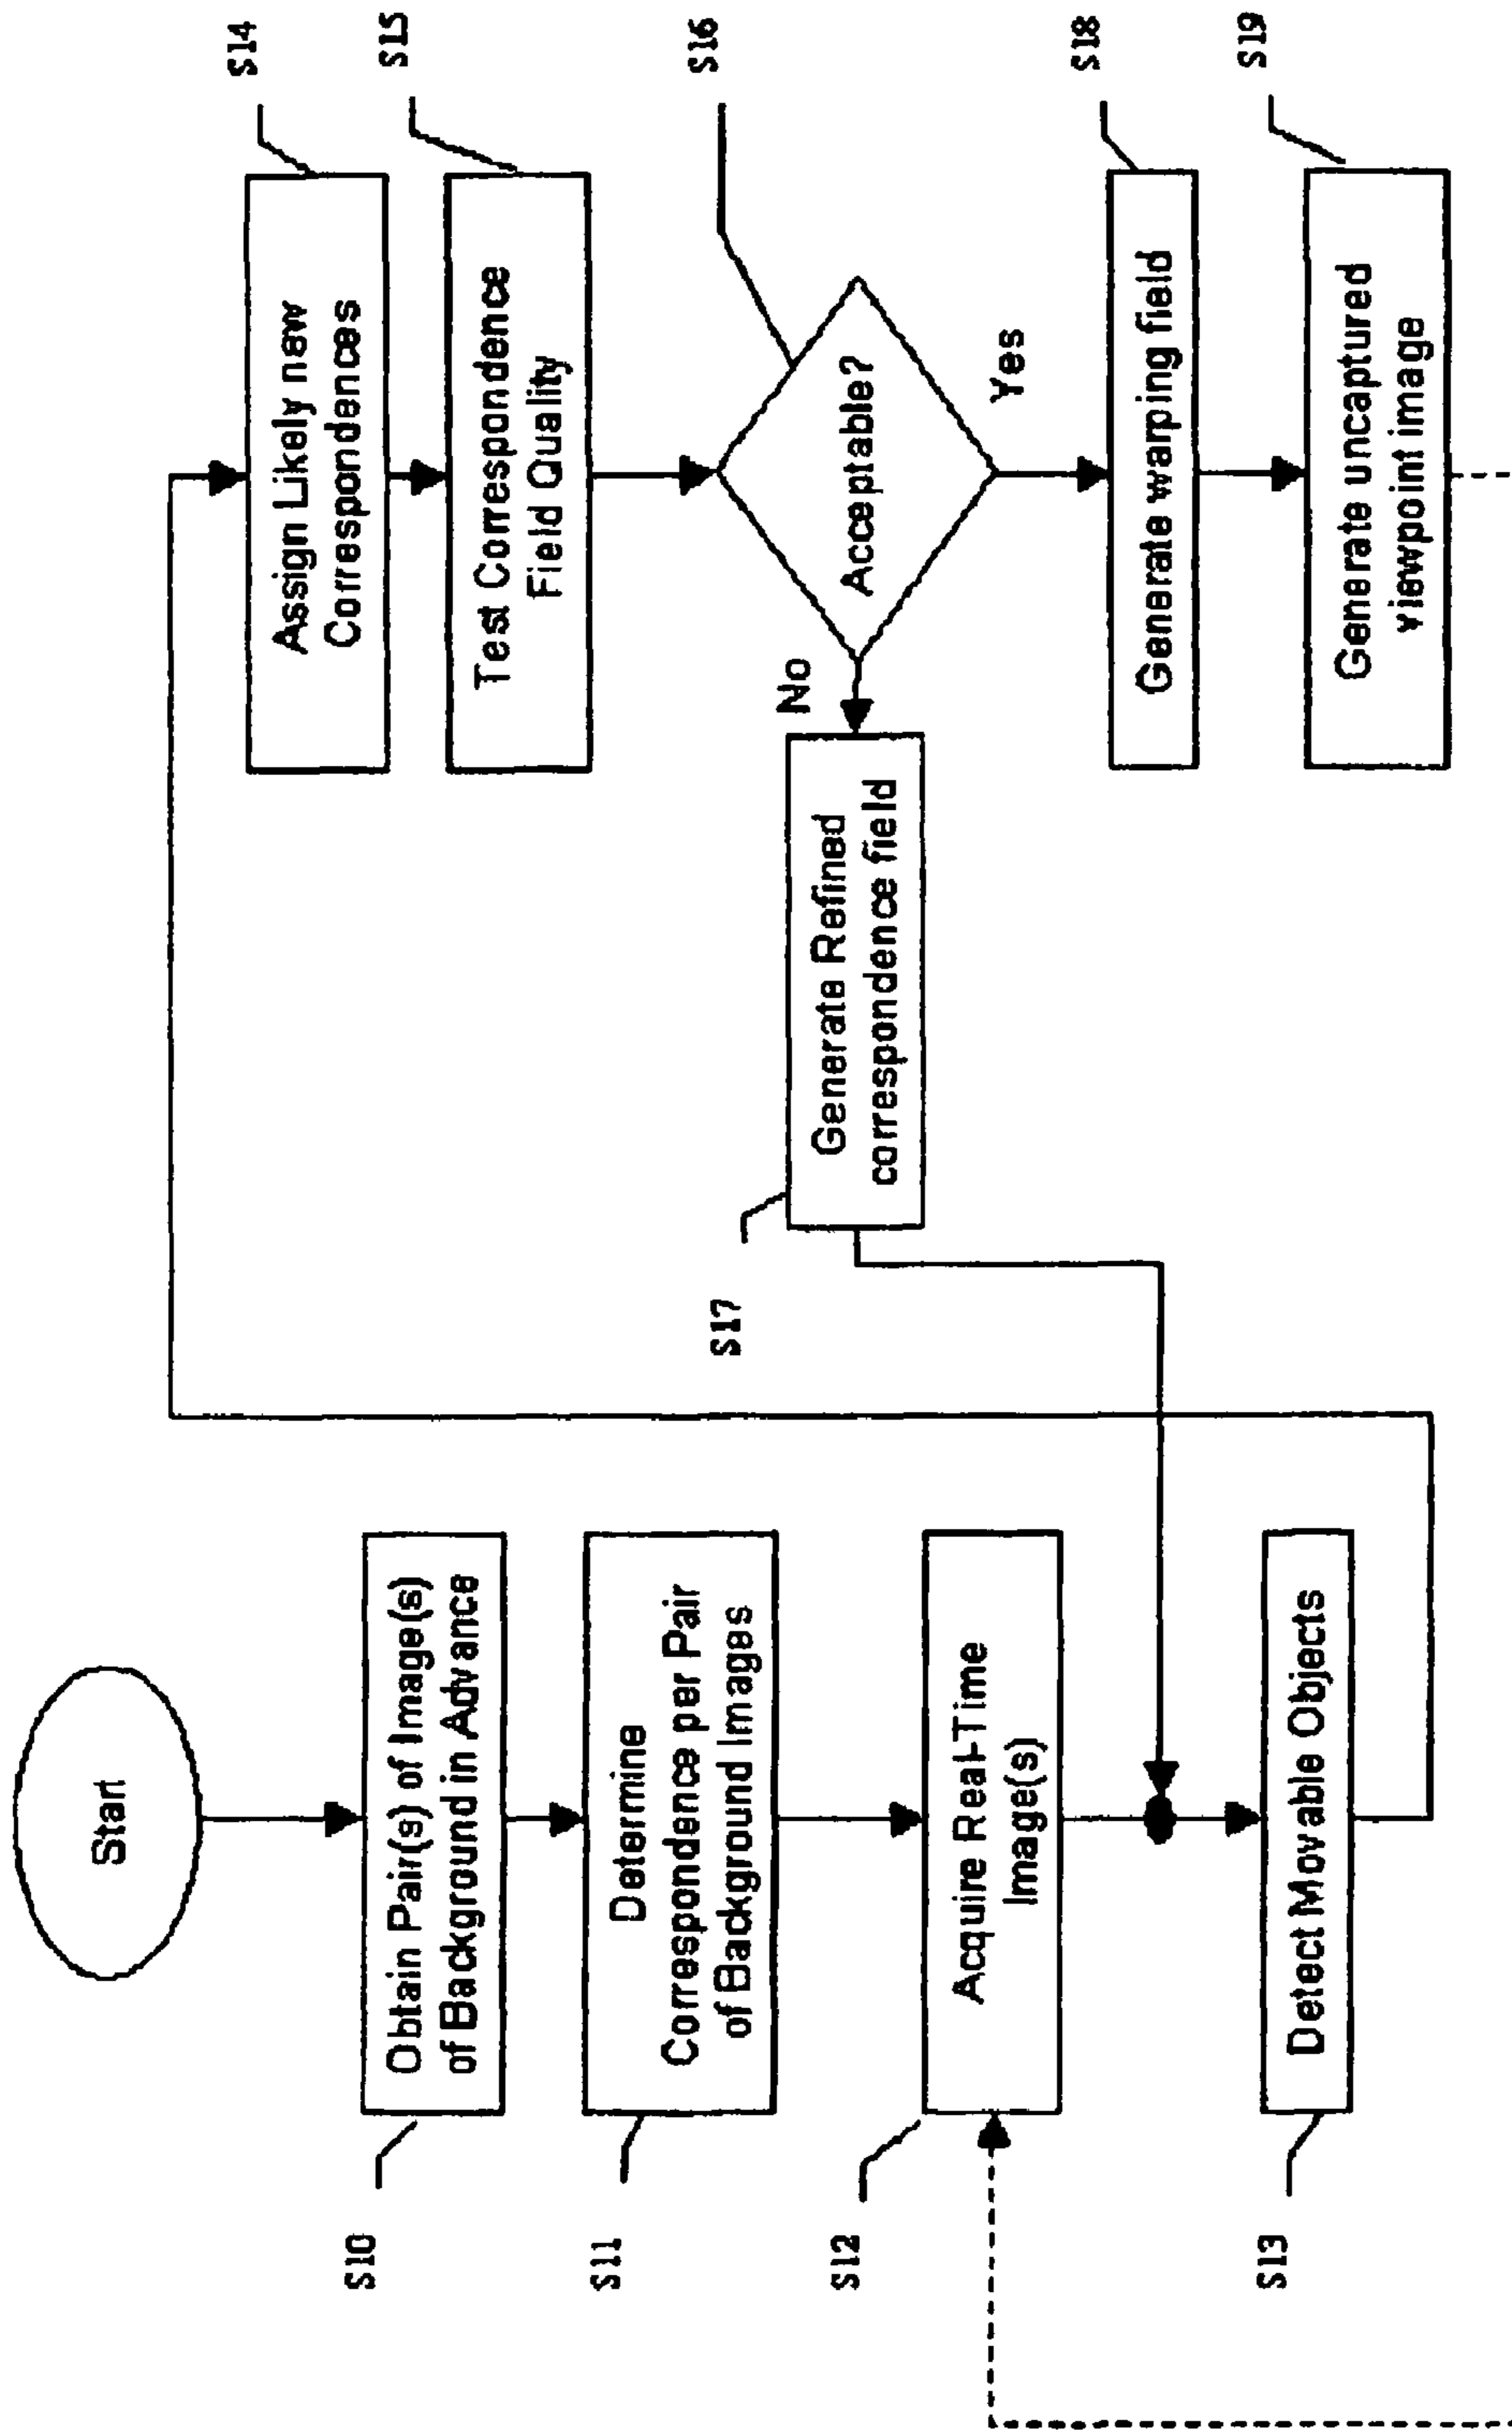 Start
S10
Obtain Pair(s) of Image(s)
of Background in Advance
S11
Determine
Correspondence per Pair
of Background Images
S12
Acquire Real-Time
Image(s)
S13
Detect Movable Objects
S14
Assign Likely new
Correspondences
S15
Test Correspondence
Field Quality
S16
Acceptable?
No
Yes
S17
Generate Refined
correspondence field
S18
Generate warping field
S19
Generate uncaptured
viewpoint image